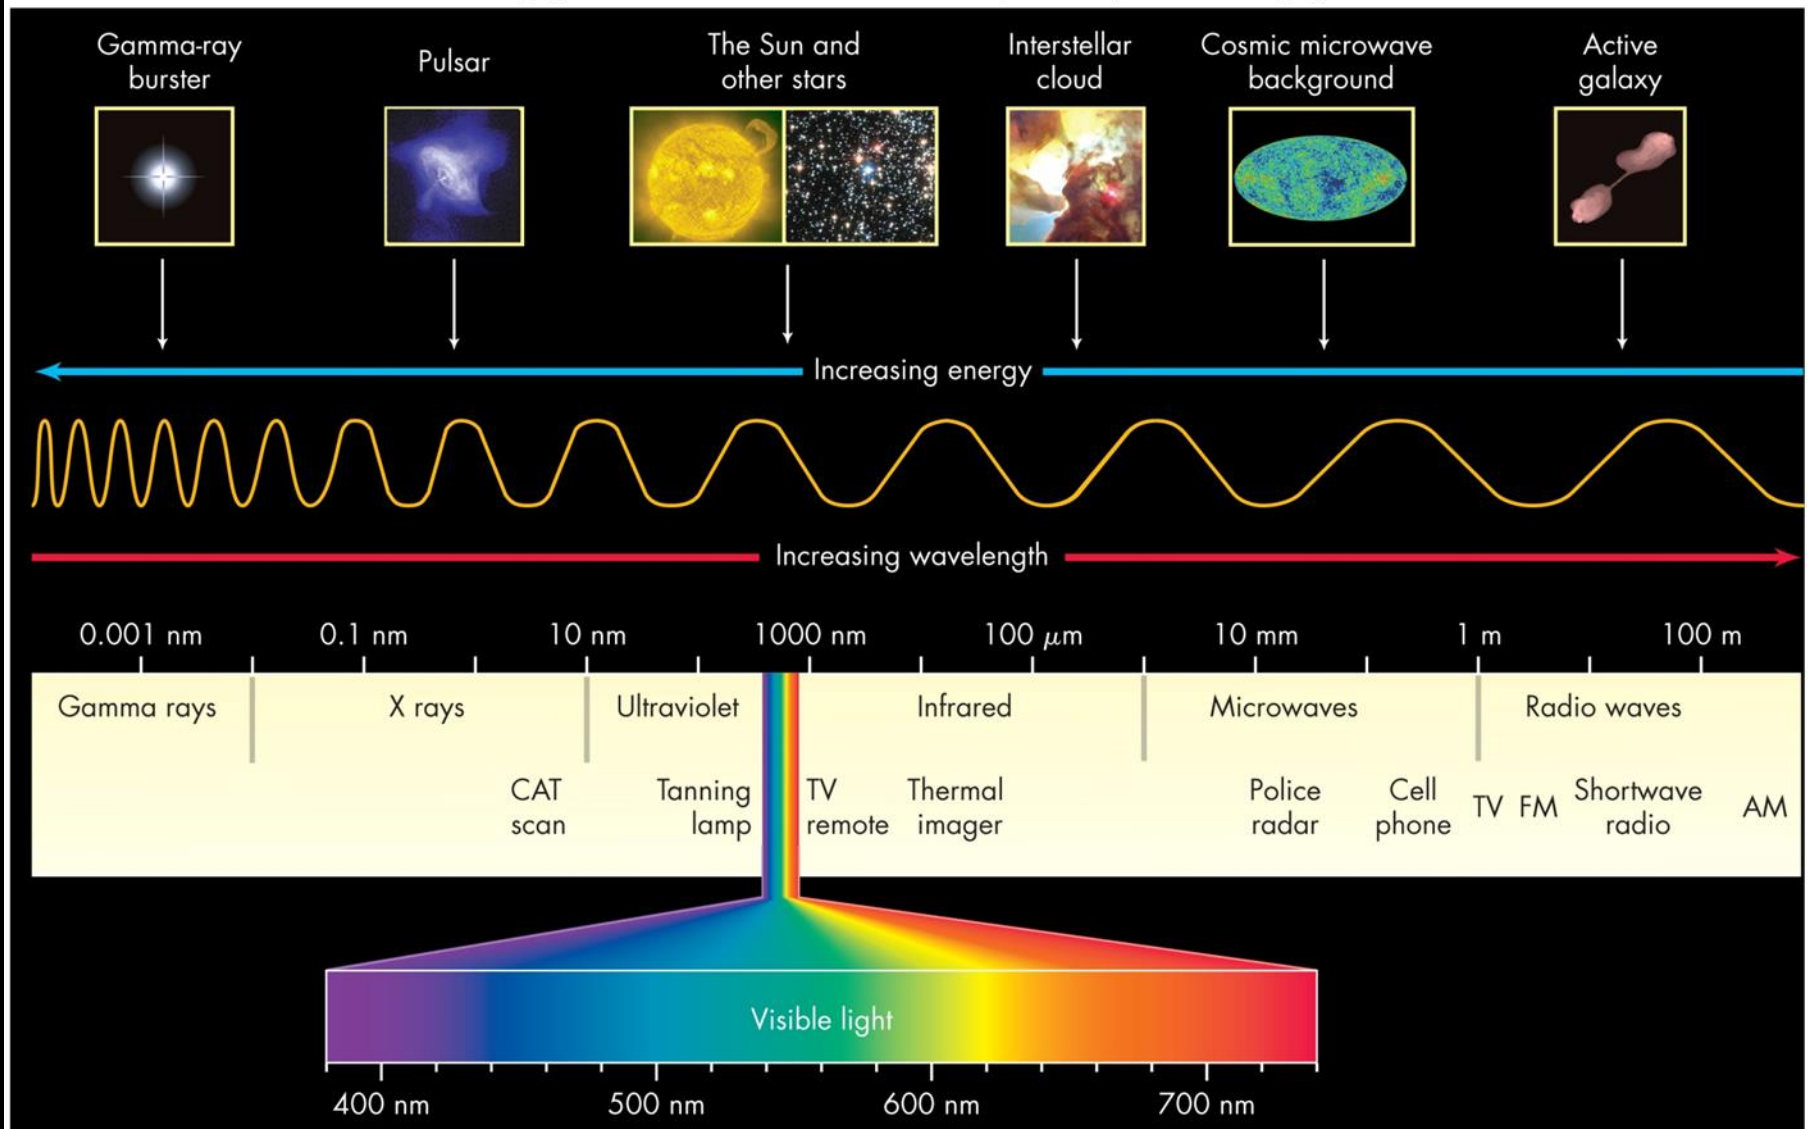 Gamma-ray
burster
Pulsar
The Sun and
other stars
Interstellar
cloud
Cosmic microwave
background
Active
galaxy
Increasing energy
Increasing wavelength
0.001 nm
0.1 nm
10 nm
1000 nm
100 μm
10 mm
1 m
100 m
Gamma rays
X rays
Ultraviolet
Infrared
Microwaves
Radio waves
CAT
scan
Tanning
lamp
TV
remote
Thermal
imager
Police
radar
Cell
phone
TV
FM
Shortwave
radio
AM
Visible light
400 nm
500 nm
600 nm
700 nm